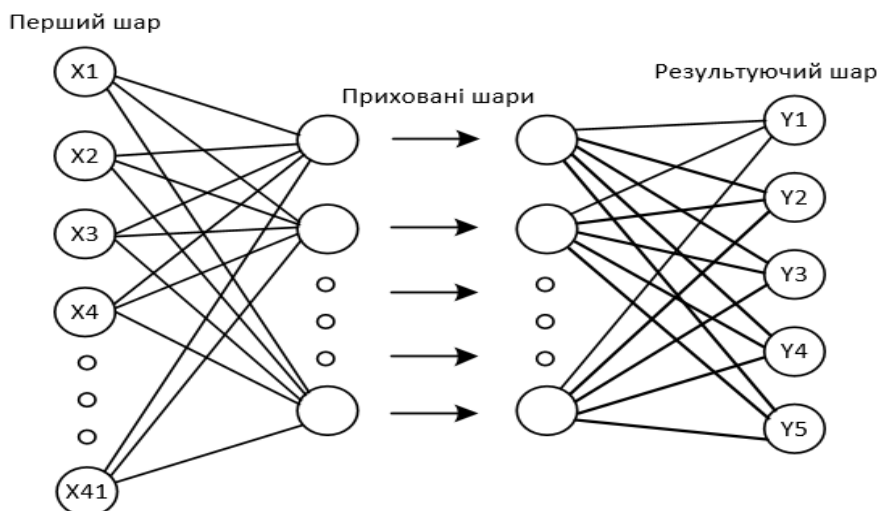 Перший шар
X1
X2
X3
X4
X41
Приховані шари
Результуючий шар
Y1
Y2
Y3
Y4
Y5